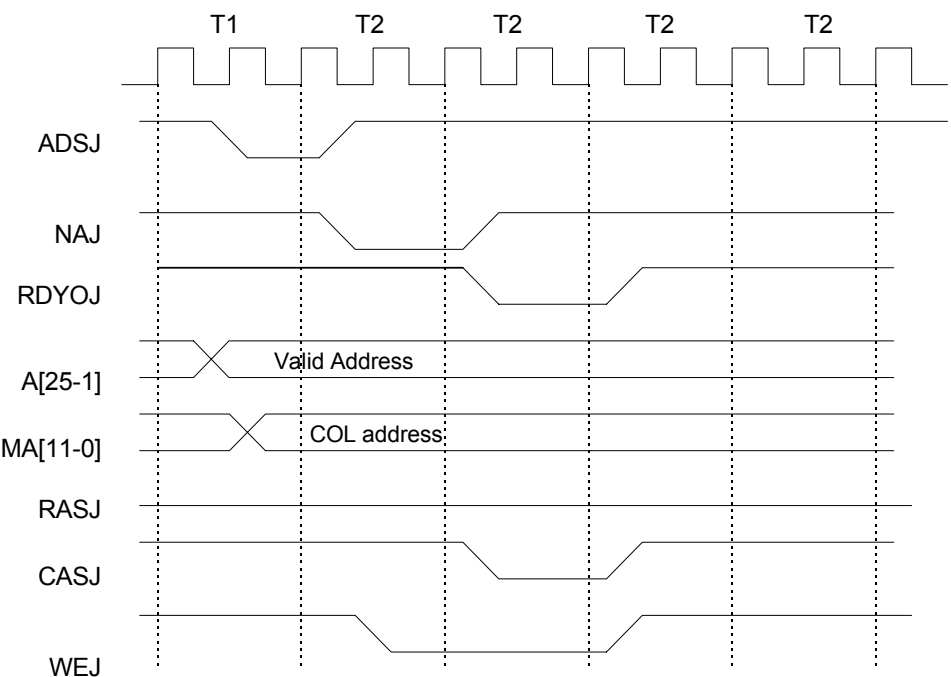 T1 T2 T2 T2 T2
ADSJ
NAJ
RDYOJ
Valid Address
A[25-1]
COL address
MA[11-0]
RASJ
CASJ
WEJ